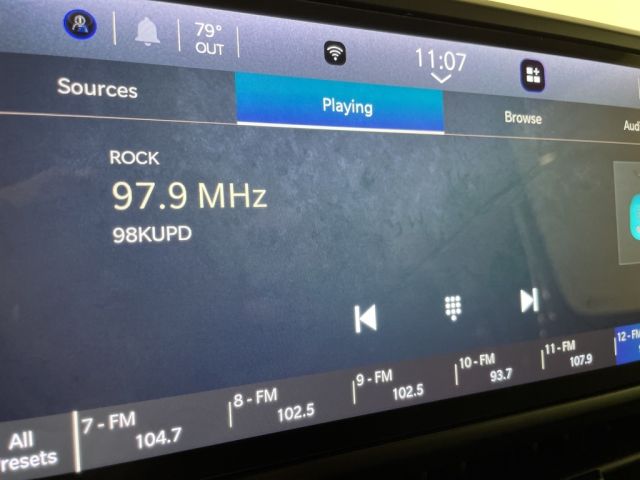 79°
OUT
11:07
Sources
Playing
Browse
ROCK
97.9 MHz
98KUPD
All
Presets
7 - FM
104.7
8 - FM
102.5
9 - FM
102.5
10 - FM
93.7
11 - FM
107.9
12 - FM